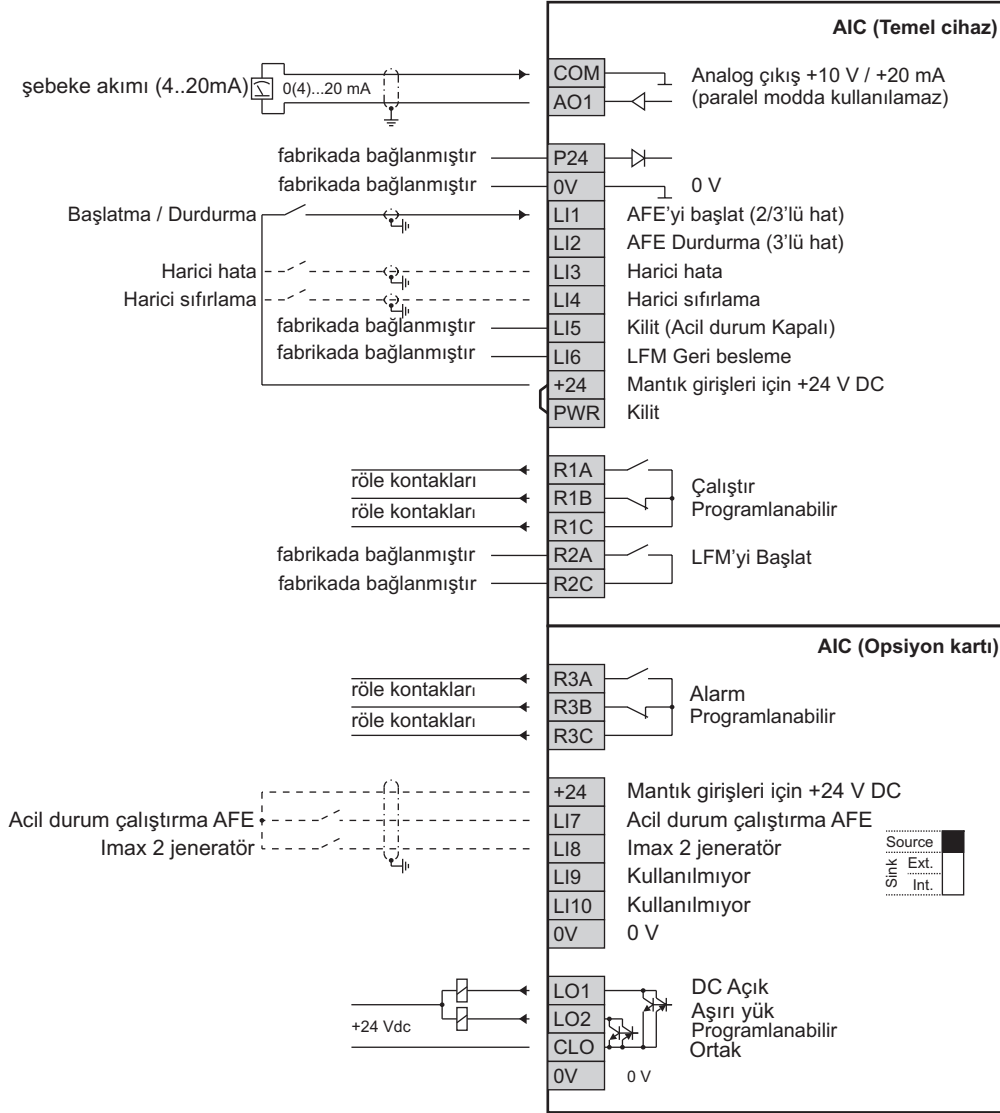 AIC (Temel cihaz)
şebeke akımı (4..20mA) 0(4)...20 mA COM Analog çıkış +10 V / +20 mA
AO1 (paralel modda kullanılamaz)
fabrikada bağlanmıştır P24
fabrikada bağlanmıştır 0V 0 V
Başlatma / Durdurma LI1 AFE'yi başlat (2/3'lü hat)
LI2 AFE Durdurma (3'lü hat)
Harici hata LI3 Harici hata
Harici sıfırlama LI4 Harici sıfırlama
fabrikada bağlanmıştır LI5 Kilit (Acil durum Kapalı)
fabrikada bağlanmıştır LI6 LFM Geri besleme
+24 Mantık girişleri için +24 V DC
PWR Kilit
röle kontakları R1A Çalıştır
röle kontakları R1B Programlanabilir
R1C
fabrikada bağlanmıştır R2A LFM'yi Başlat
fabrikada bağlanmıştır R2C
AIC (Opsiyon kartı)
röle kontakları R3A Alarm
röle kontakları R3B Programlanabilir
R3C
+24 Mantık girişleri için +24 V DC
Acil durum çalıştırma AFE LI7 Acil durum çalıştırma AFE
Imax 2 jeneratör LI8 Imax 2 jeneratör
LI9 Kullanılmıyor
LI10 Kullanılmıyor
0V 0 V
Source
Sink Ext.
Int.
LO1 DC Açık
+24 Vdc LO2 Aşırı yük
Programlanabilir
CLO Ortak
0V 0 V